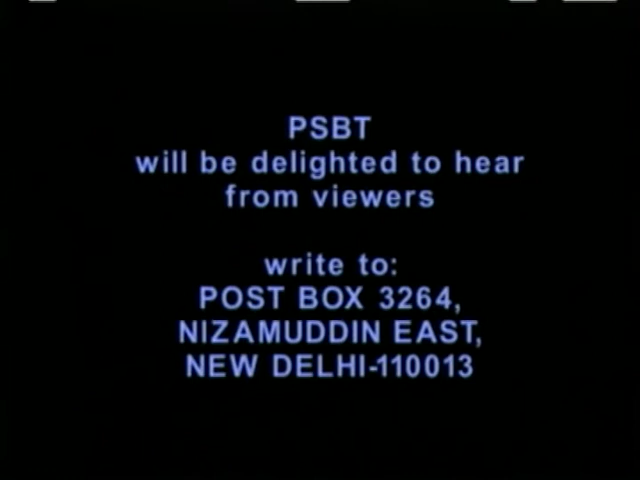 PSBT
will be delighted to hear
from viewers
write to:
POST BOX 3264,
NIZAMUDDIN EAST,
NEW DELHI-110013